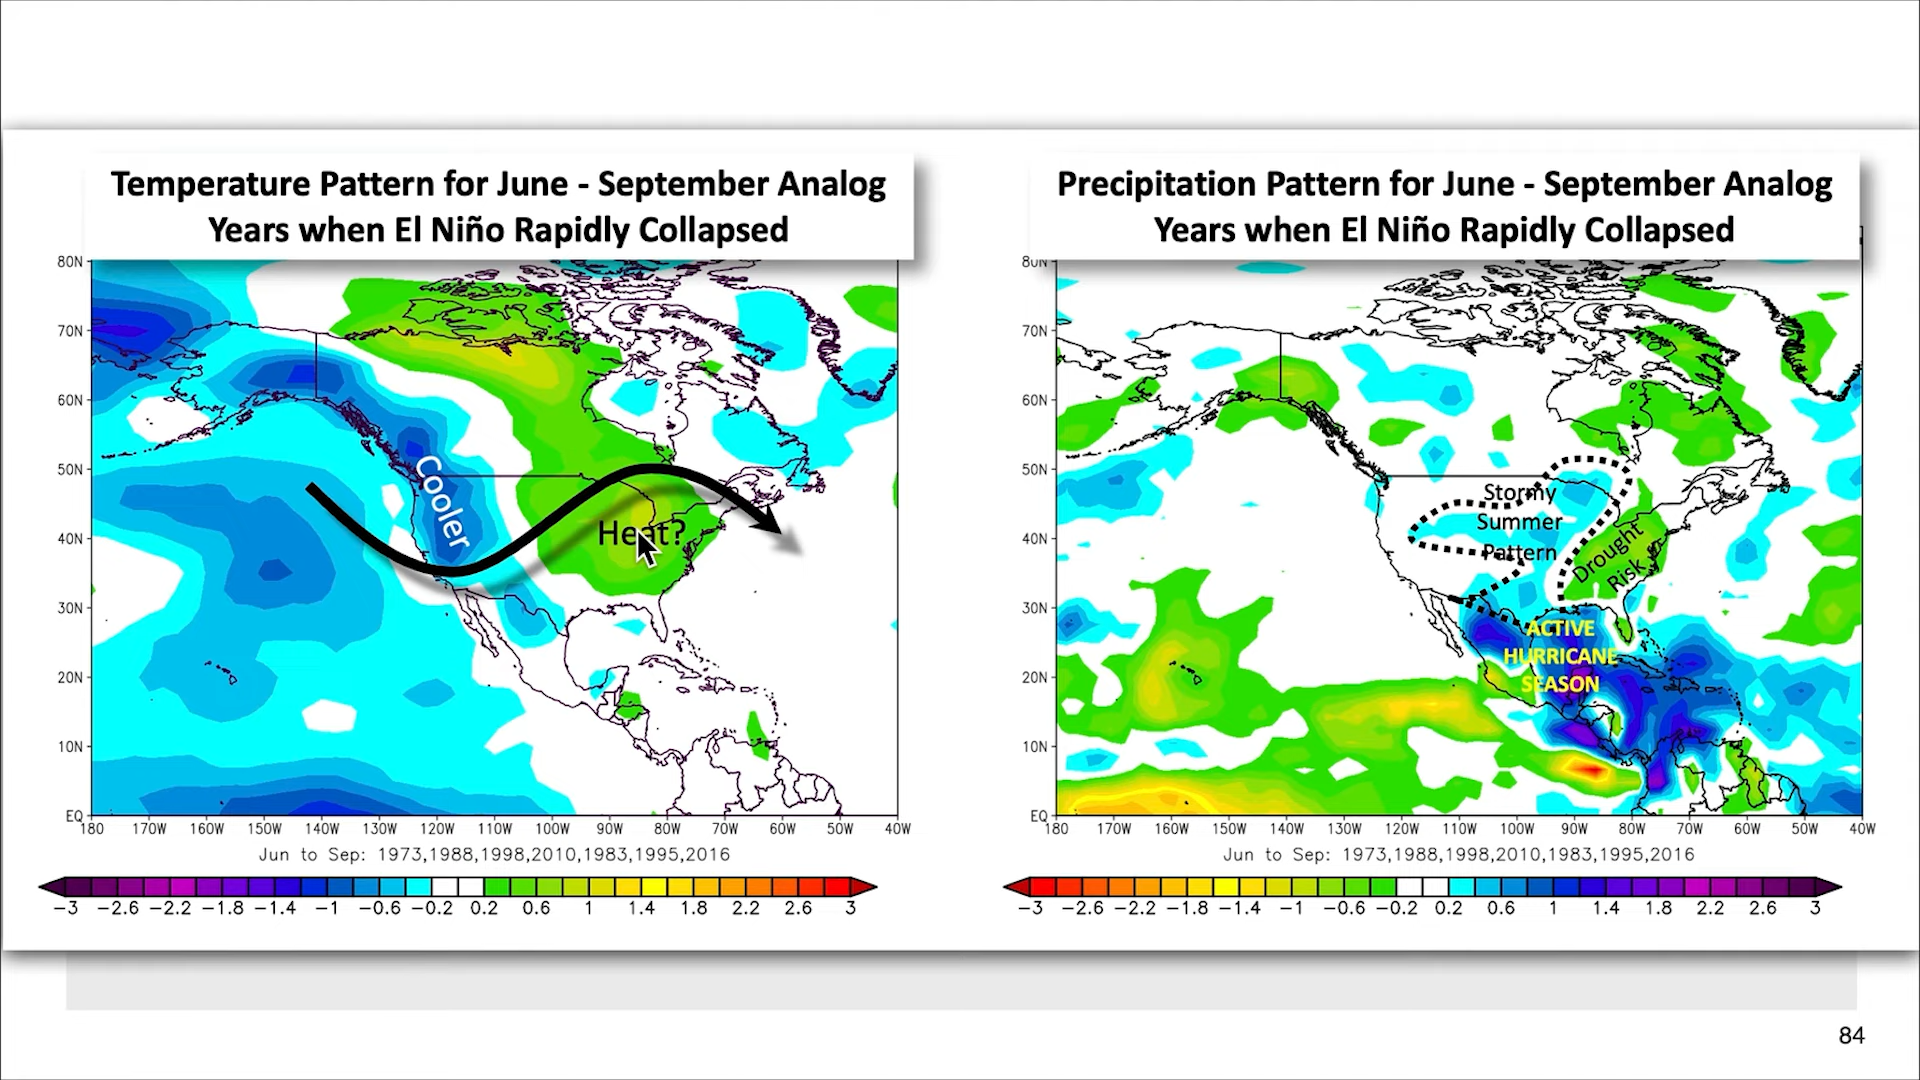 Temperature Pattern for June - September Analog
Years when El Niño Rapidly Collapsed
80N
70N
60N
50N
40N
30N
20N
10N
EQ
Cooler
Heat?
180 170W 160W 150W 140W 130W 120W 110W 100W 90W 80W 70W 60W 50W 40W
Jun to Sep: 1973,1988,1998,2010,1983,1995,2016
−3 −2.6 −2.2 −1.8 −1.4 −1 −0.6 −0.2 0.2 0.6 1 1.4 1.8 2.2 2.6 3
Precipitation Pattern for June - September Analog
Years when El Niño Rapidly Collapsed
80N
70N
60N
50N
40N
30N
20N
10N
EQ
Stormy
Summer
Pattern
Drought
Risk
ACTIVE
HURRICANE
SEASON
180 170W 160W 150W 140W 130W 120W 110W 100W 90W 80W 70W 60W 50W 40W
Jun to Sep: 1973,1988,1998,2010,1983,1995,2016
−3 −2.6 −2.2 −1.8 −1.4 −1 −0.6 −0.2 0.2 0.6 1 1.4 1.8 2.2 2.6 3
84